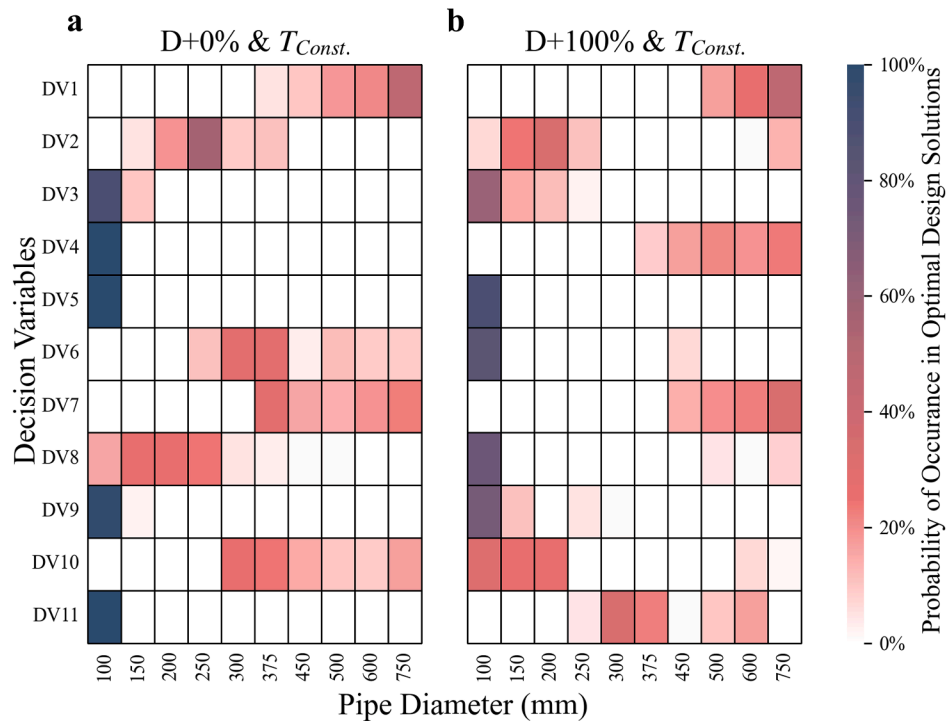 a
D+0% & T_Const.
b
D+100% & T_Const.
Decision Variables
DV1
DV2
DV3
DV4
DV5
DV6
DV7
DV8
DV9
DV10
DV11
100
150
200
250
300
375
450
500
600
750
100
150
200
250
300
375
450
500
600
750
Pipe Diameter (mm)
100%
80%
60%
40%
20%
0%
Probability of Occurance in Optimal Design Solutions